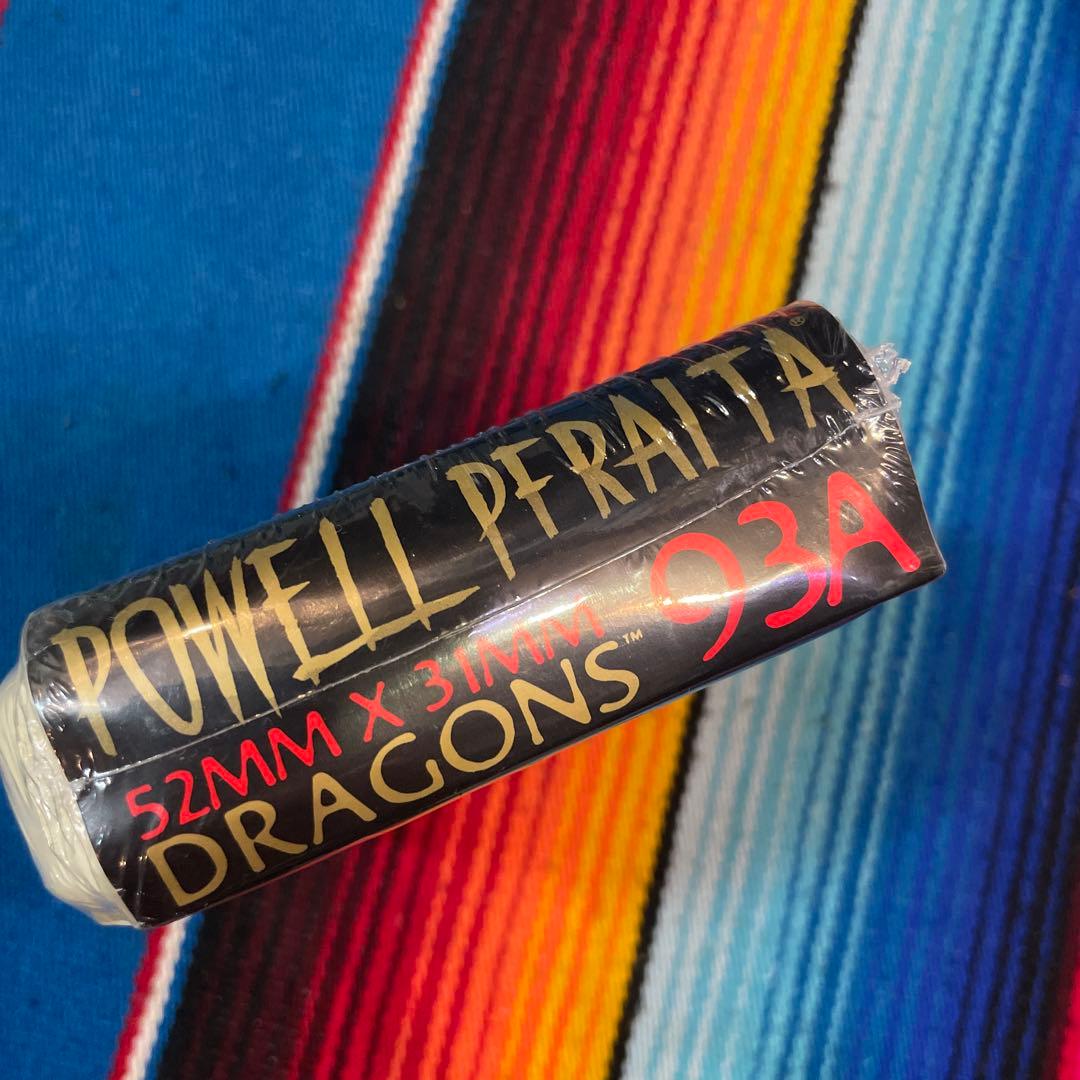 POWELL PERALTA®
52MM X 31MM 93A
DRAGONS™